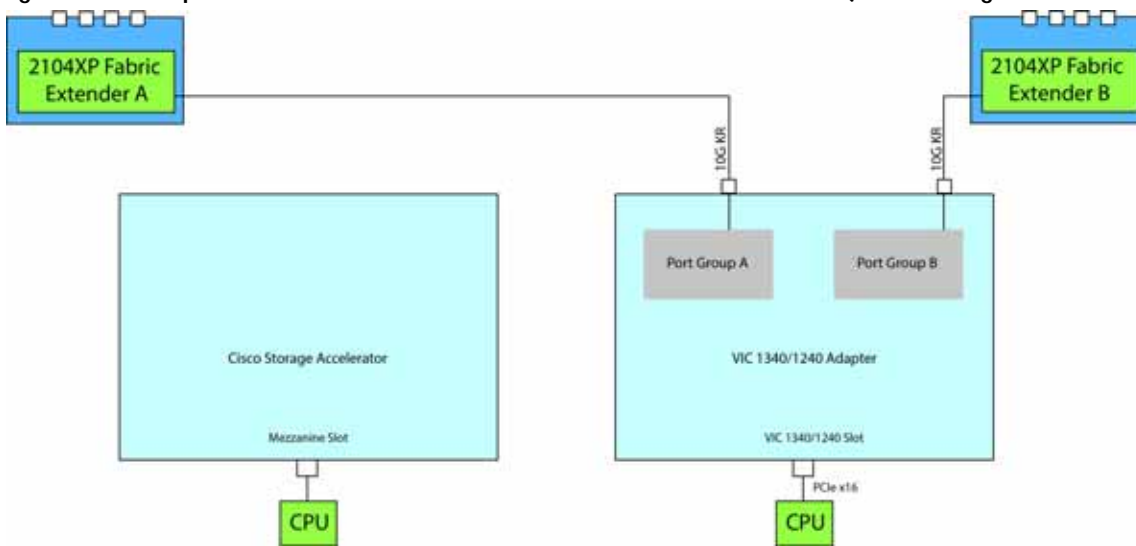 2104XP Fabric
Extender A
2104XP Fabric
Extender B
10G KR
10G KR
Port Group A
Port Group B
Cisco Storage Accelerator
VIC 1340/1240 Adapter
Mezzanine Slot
VIC 1340/1240 Slot
PCIe x16
CPU
CPU